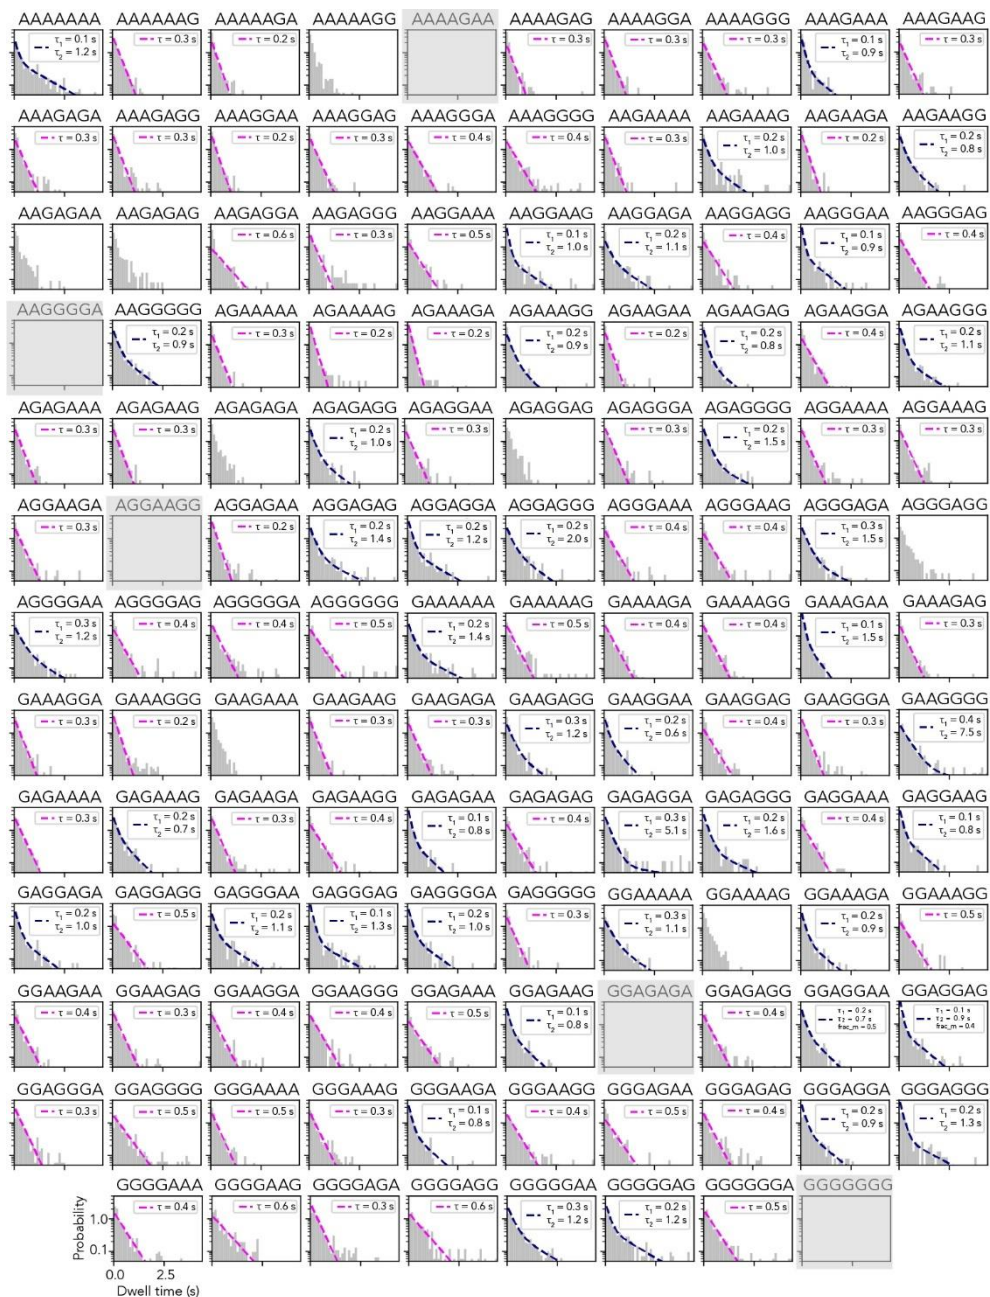 AAAAAAA AAAAAAG AAAAAGA AAAAAGG AAAAGAA AAAAGAG AAAAGGA AAAAGGG AAAGAAA AAAGAAG
τ₁ = 0.1 s τ = 0.3 s τ = 0.2 s τ = 0.3 s τ = 0.3 s τ = 0.3 s τ₁ = 0.1 s τ = 0.3 s
τ₂ = 1.2 s τ₂ = 0.9 s
AAAGAGA AAAGAGG AAAGGAA AAAGGAG AAAGGGA AAAGGGG AAGAAAA AAGAAAG AAGAAGA AAGAAGG
τ = 0.3 s τ = 0.3 s τ = 0.2 s τ = 0.3 s τ = 0.4 s τ = 0.4 s τ = 0.3 s τ₁ = 0.2 s τ = 0.2 s τ₁ = 0.2 s
τ₂ = 1.0 s τ₂ = 0.8 s
AAGAGAA AAGAGAG AAGAGGA AAGAGGG AAGGAAA AAGGAAG AAGGAGA AAGGAGG AAGGGAA AAGGGAG
τ = 0.6 s τ = 0.3 s τ = 0.5 s τ₁ = 0.1 s τ₁ = 0.2 s τ = 0.4 s τ₁ = 0.1 s τ = 0.4 s
τ₂ = 1.0 s τ₂ = 1.1 s τ₂ = 0.9 s
AAGGGGA AAGGGGG AGAAAAA AGAAAAG AGAAAGA AGAAAGG AGAAGAA AGAAGAG AGAAGGA AGAAGGG
τ₁ = 0.2 s τ = 0.3 s τ = 0.2 s τ = 0.2 s τ₁ = 0.2 s τ = 0.2 s τ₁ = 0.2 s τ = 0.4 s τ₁ = 0.2 s
τ₂ = 0.9 s τ₂ = 0.9 s τ₂ = 0.8 s τ₂ = 1.1 s
AGAGAAA AGAGAAG AGAGAGA AGAGAGG AGAGGAA AGAGGAG AGAGGGA AGAGGGG AGGAAAA AGGAAAG
τ = 0.3 s τ = 0.3 s τ₁ = 0.2 s τ = 0.3 s τ = 0.3 s τ₁ = 0.2 s τ = 0.3 s τ = 0.3 s
τ₂ = 1.0 s τ₂ = 1.5 s
AGGAAGA AGGAAGG AGGAGAA AGGAGAG AGGAGGA AGGAGGG AGGGAAA AGGGAAG AGGGAGA AGGGAGG
τ = 0.3 s τ = 0.2 s τ₁ = 0.2 s τ₁ = 0.2 s τ₁ = 0.2 s τ = 0.4 s τ = 0.4 s τ₁ = 0.3 s
τ₂ = 1.4 s τ₂ = 1.2 s τ₂ = 2.0 s τ₂ = 1.5 s
AGGGGAA AGGGGAG AGGGGGA AGGGGGG GAAAAAA GAAAAAG GAAAAGA GAAAAGG GAAAGAA GAAAGAG
τ₁ = 0.3 s τ = 0.4 s τ = 0.4 s τ = 0.5 s τ₁ = 0.2 s τ = 0.5 s τ = 0.4 s τ = 0.4 s τ₁ = 0.1 s τ = 0.3 s
τ₂ = 1.2 s τ₂ = 1.4 s τ₂ = 1.5 s
GAAAGGA GAAAGGG GAAGAAA GAAGAAG GAAGAGA GAAGAGG GAAGGAA GAAGGAG GAAGGGA GAAGGGG
τ = 0.3 s τ = 0.2 s τ = 0.3 s τ = 0.3 s τ₁ = 0.3 s τ₁ = 0.2 s τ = 0.4 s τ = 0.3 s τ₁ = 0.4 s
τ₂ = 1.2 s τ₂ = 0.6 s τ₂ = 7.5 s
GAGAAAA GAGAAAG GAGAAGA GAGAAGG GAGAGAA GAGAGAG GAGAGGA GAGAGGG GAGGAAA GAGGAAG
τ = 0.3 s τ₁ = 0.2 s τ = 0.3 s τ = 0.4 s τ₁ = 0.1 s τ = 0.4 s τ₁ = 0.3 s τ₁ = 0.2 s τ = 0.4 s τ₁ = 0.1 s
τ₂ = 0.7 s τ₂ = 0.8 s τ₂ = 5.1 s τ₂ = 1.6 s τ₂ = 0.8 s
GAGGAGA GAGGAGG GAGGGAA GAGGGAG GAGGGGA GAGGGGG GGAAAAA GGAAAAG GGAAAGA GGAAAGG
τ₁ = 0.2 s τ = 0.5 s τ₁ = 0.2 s τ₁ = 0.1 s τ₁ = 0.2 s τ = 0.3 s τ₁ = 0.3 s τ₁ = 0.2 s τ = 0.5 s
τ₂ = 1.0 s τ₂ = 1.1 s τ₂ = 1.3 s τ₂ = 1.0 s τ₂ = 1.1 s τ₂ = 0.9 s
GGAAGAA GGAAGAG GGAAGGA GGAAGGG GGAGAAA GGAGAAG GGAGAGA GGAGAGG GGAGGAA GGAGGAG
τ = 0.4 s τ = 0.3 s τ = 0.4 s τ = 0.4 s τ = 0.5 s τ₁ = 0.1 s τ = 0.4 s τ₁ = 0.2 s τ₁ = 0.1 s
τ₂ = 0.8 s τ₂ = 0.7 s τ₂ = 0.9 s
frac_m = 0.5 frac_m = 0.4
GGAGGGA GGAGGGG GGGAAAA GGGAAAG GGGAAGA GGGAAGG GGGAGAA GGGAGAG GGGAGGA GGGAGGG
τ = 0.3 s τ = 0.5 s τ = 0.5 s τ = 0.3 s τ₁ = 0.1 s τ = 0.4 s τ = 0.5 s τ = 0.4 s τ₁ = 0.2 s τ₁ = 0.2 s
τ₂ = 0.8 s τ₂ = 0.9 s τ₂ = 1.3 s
GGGGAAA GGGGAAG GGGGAGA GGGGAGG GGGGGAA GGGGGAG GGGGGGA GGGGGGG
τ = 0.4 s τ = 0.6 s τ = 0.3 s τ = 0.6 s τ₁ = 0.3 s τ₁ = 0.2 s τ = 0.5 s
τ₂ = 1.2 s τ₂ = 1.2 s
Probability
1.0
0.1
0.0 2.5
Dwell time (s)